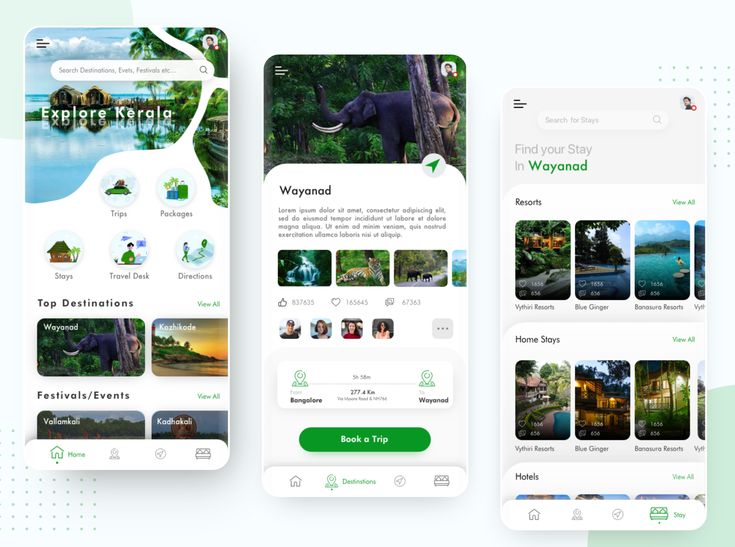 Search Destinations, Evets, Festivals etc...
Explore Kerala
Trips
Packages
Stays
Travel Desk
Directions
Top Destinations
View All
Wayanad
Kozhikode
Festivals/Events
View All
Vallamkali
Kadhakali
Home
Wayanad
Lorem ipsum dolor sit amet, consectetur adipiscing elit,
sed do eiusmod tempor incididunt ut labore et dolore
magna aliqua. Ut enim ad minim veniam, quis nostrud
exercitation ullamco laboris nisi ut aliquip.
837635
165645
67363
5h 58m
From
To
Bangalore
277.4 Km
Wayanad
Via Mysore Road & NH766
Book a Trip
Destinations
Search for Stays
Find your Stay
In Wayanad
Resorts
View All
1656
656
1656
656
1656
656
Vythiri Resorts
Blue Ginger
Banasura Resorts
Vythiri
Home Stays
View All
1656
656
1656
656
1656
656
Vythiri Resorts
Blue Ginger
Banasura Resorts
Vythiri
Hotels
View All
Stay